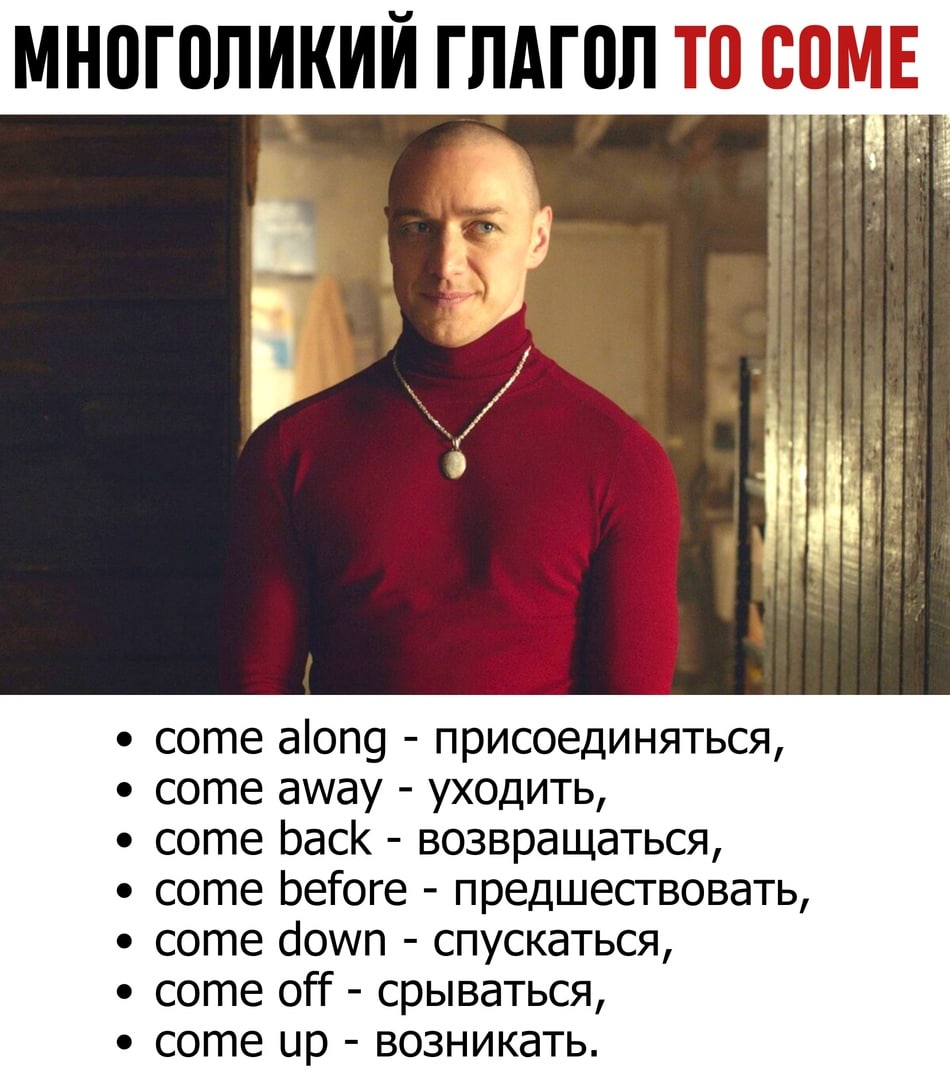 МНОГОЛИКИЙ ГЛАГОЛ TO COME
• come along - присоединяться,
• come away - уходить,
• come back - возвращаться,
• come before - предшествовать,
• come down - спускаться,
• come off - срываться,
• come up - возникать.